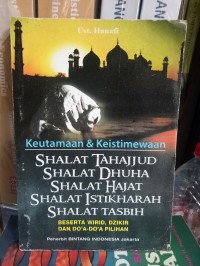 Ust. Hanafi
Keutamaan & Keistimewaan
SHALAT TAHAJJUD
SHALAT DHUHA
SHALAT HAJAT
SHALAT ISTIKHARAH
SHALAT TASBIH
BESERTA WIRID, DZIKIR
DAN DO'A-DO'A PILIHAN
Penerbit BINTANG INDONESIA Jakarta